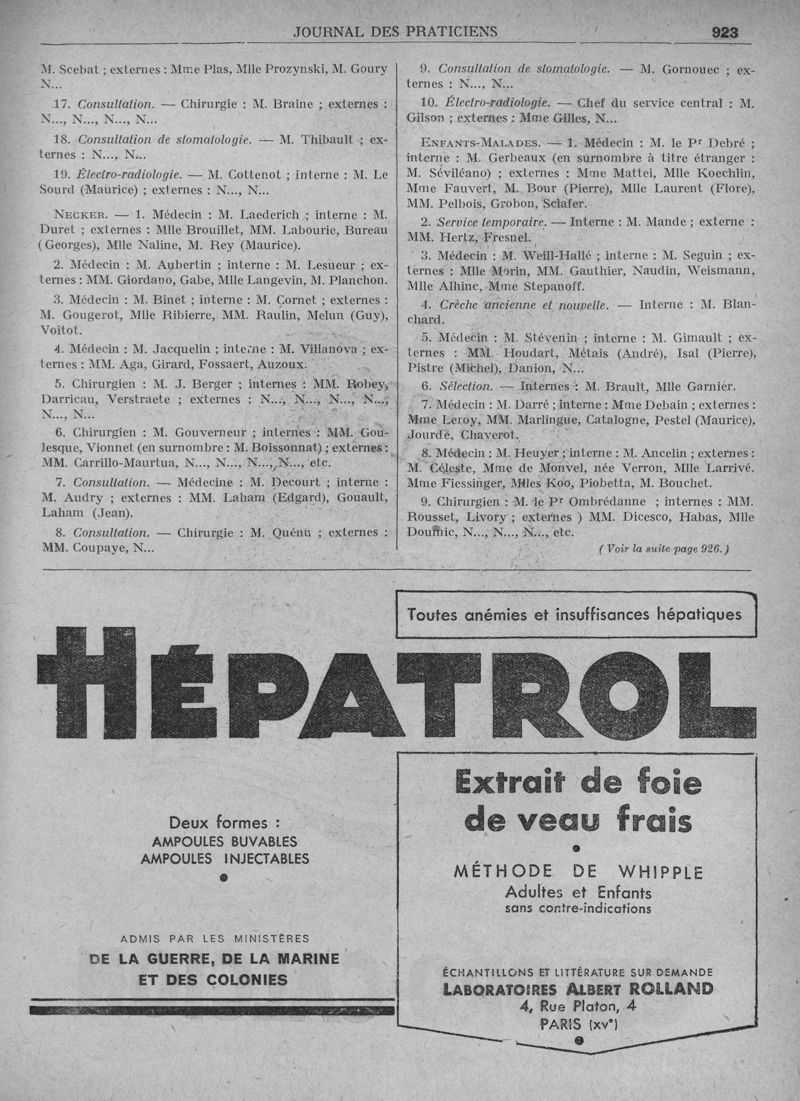 JOURNAL DES PRATICIENS 923
M. Scebat ; externes : Mme Plas, Mlle Prozynski, M. Goury
N...
17. Consultation. — Chirurgie : M. Braine ; externes :
N..., N..., N..., N...
18. Consultation de stomatologie. — M. Thibault ; ex-
ternes : N..., N...
19. Électro-radiologie. — M. Cottenot ; interne : M. Le
Sourd (Maurice) ; externes : N..., N...
NECKER. — 1. Médecin : M. Laederich ; interne : M.
Duret ; externes : Mlle Brouillet, MM. Labourie, Bureau
(Georges), Mlle Naline, M. Rey (Maurice).
2. Médecin : M. Aubertin ; interne : M. Lesueur ; ex-
ternes : MM. Giordano, Gabe, Mlle Langevin, M. Planchon.
3. Médecin : M. Binet ; interne : M. Cornet ; externes :
M. Gougerot, Mlle Ribierre, MM. Raulin, Melun (Guy),
Voitot.
4. Médecin : M. Jacquelin ; interne : M. Villanova ; ex-
ternes : MM. Aga, Girard, Fossaert, Auzoux.
5. Chirurgien : M. J. Berger ; internes : MM. Robey,
Darricau, Verstraete ; externes : N..., N..., N..., N...,
N..., N...
6. Chirurgien : M. Gouverneur ; internes : MM. Gou-
lesque, Vionnet (en surnombre : M. Boissonnat) ; externes :
MM. Carrillo-Maurtua, N..., N..., N..., N..., etc.
7. Consultation. — Médecine : M. Decourt ; interne :
M. Audry ; externes : MM. Laham (Edgard), Gouault,
Laham (Jean).
8. Consultation. — Chirurgie : M. Quénu ; externes :
MM. Coupaye, N...
9. Consultation de stomatologie. — M. Gornouec ; ex-
ternes : N..., N...
10. Électro-radiologie. — Chef du service central : M.
Gilson ; externes : Mme Gilles, N...
ENFANTS-MALADES. — 1. Médecin : M. le Pr Debré ;
interne : M. Gerbeaux (en surnombre à titre étranger :
M. Séviléano) ; externes : Mme Mattei, Mlle Koechlin,
Mme Fauvert, M. Bour (Pierre), Mlle Laurent (Flore),
MM. Pelbois, Grobon, Sclafer.
2. Service temporaire. — Interne : M. Mande ; externe :
MM. Hertz, Fresnel.
3. Médecin : M. Weill-Hallé ; interne : M. Seguin ; ex-
ternes : Mlle Morin, MM. Gauthier, Naudin, Weismann,
Mlle Alhinc, Mme Stepanoff.
4. Crèche ancienne et nouvelle. — Interne : M. Blan-
chard.
5. Médecin : M. Stévenin ; interne : M. Gimault ; ex-
ternes : MM. Houdart, Métais (André), Isal (Pierre),
Pistre (Michel), Danion, N...
6. Sélection. — Internes : M. Brault, Mlle Garnier.
7. Médecin : M. Darré ; interne : Mme Debain ; externes :
Mme Leroy, MM. Marlingue, Catalogne, Pestel (Maurice),
Jourde, Chaverot.
8. Médecin : M. Heuyer ; interne : M. Ancelin ; externes :
M. Céleste, Mme de Monvel, née Verron, Mlle Larrivé.
Mme Fiessinger, Mlles Koo, Piobetta, M. Bouchet.
9. Chirurgien : M. le Pr Ombrédanne ; internes : MM.
Rousset, Livory ; externes ) MM. Dicesco, Habas, Mlle
Doumic, N..., N..., N..., etc.
(Voir la suite page 926.)
Toutes anémies et insuffisances hépatiques
HÉPATROL
Deux formes :
AMPOULES BUVABLES
AMPOULES INJECTABLES
ADMIS PAR LES MINISTÈRES
DE LA GUERRE, DE LA MARINE
ET DES COLONIES
Extrait de foie
de veau frais
MÉTHODE DE WHIPPLE
Adultes et Enfants
sans contre-indications
ÉCHANTILLONS ET LITTÉRATURE SUR DEMANDE
LABORATOIRES ALBERT ROLLAND
4, Rue Platon, 4
PARIS (XVe)